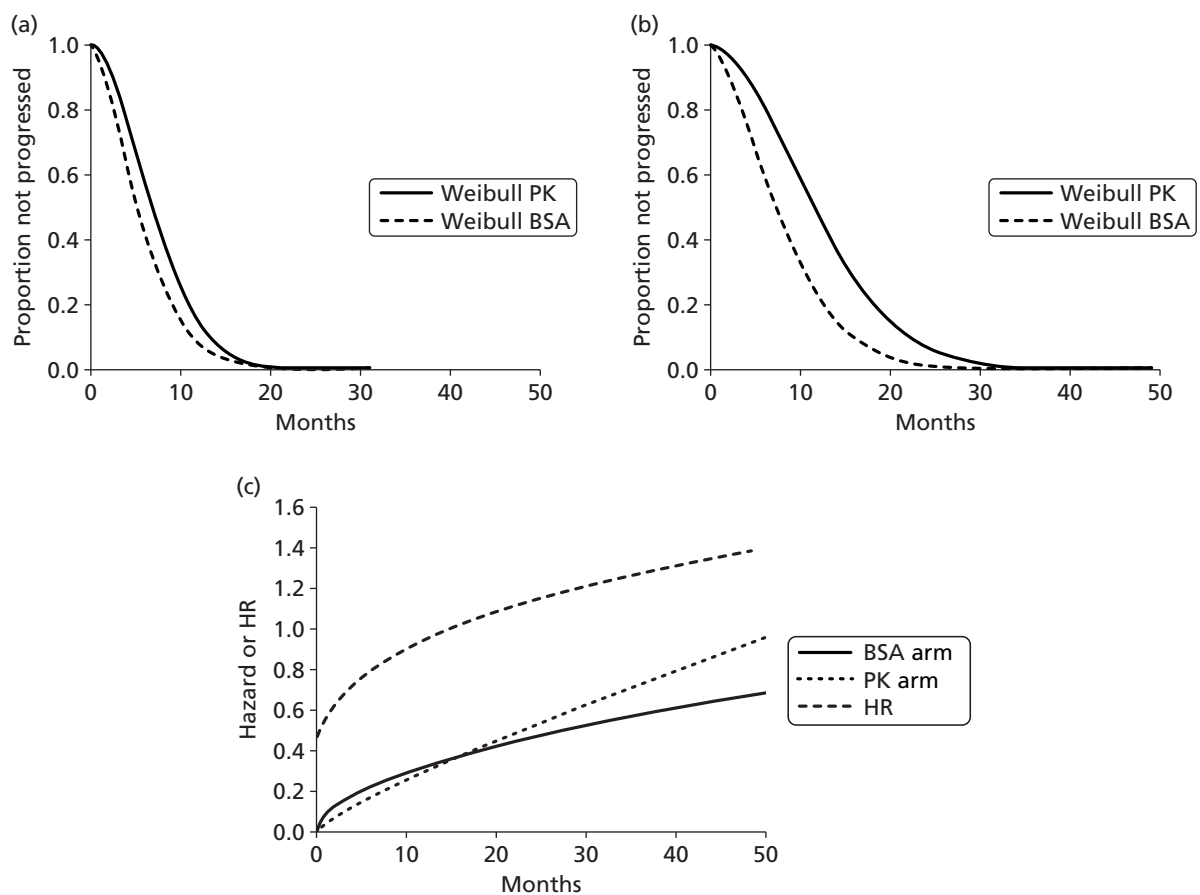 (a)
1.0
0.8
0.6
0.4
0.2
0.0
Proportion not progressed
0 10 20 30 40 50
Months
Weibull PK
Weibull BSA
(b)
1.0
0.8
0.6
0.4
0.2
0.0
Proportion not progressed
0 10 20 30 40 50
Months
Weibull PK
Weibull BSA
(c)
1.6
1.4
1.2
1.0
0.8
0.6
0.4
0.2
0.0
Hazard or HR
0 10 20 30 40 50
Months
BSA arm
PK arm
HR